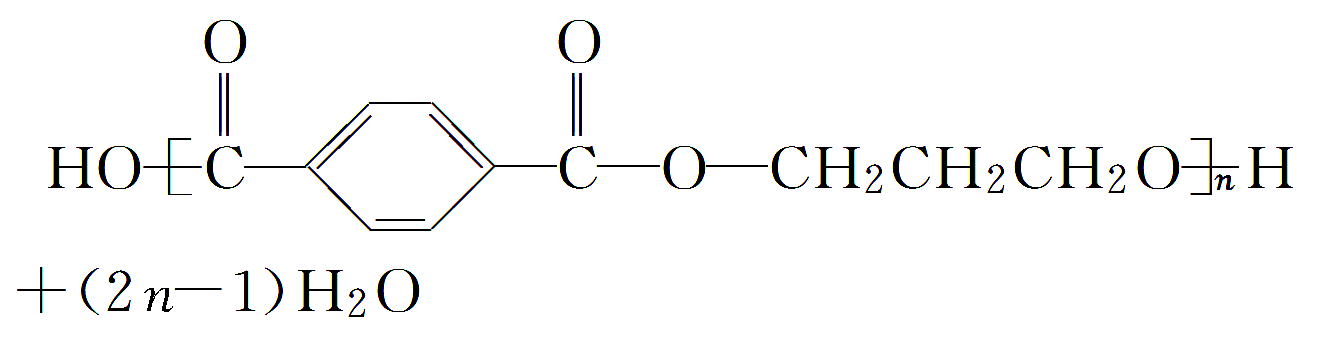 O O
HO[C C—O—CH₂CH₂CH₂O]ₙH
+(2n−1)H₂O